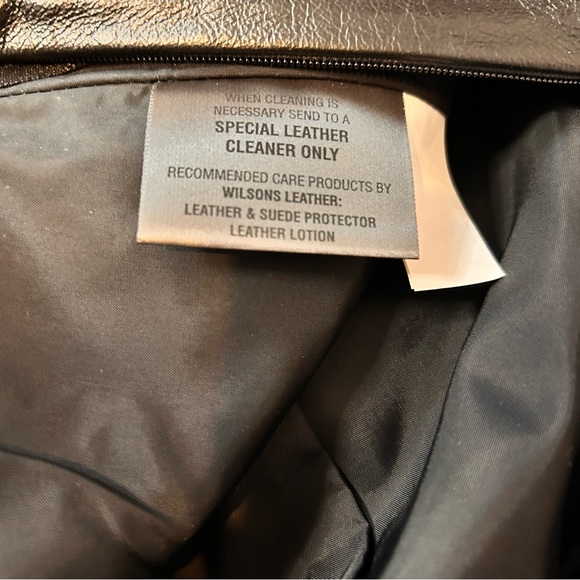 WHEN CLEANING IS
NECESSARY SEND TO A
SPECIAL LEATHER
CLEANER ONLY
RECOMMENDED CARE PRODUCTS BY
WILSONS LEATHER:
LEATHER & SUEDE PROTECTOR
LEATHER LOTION